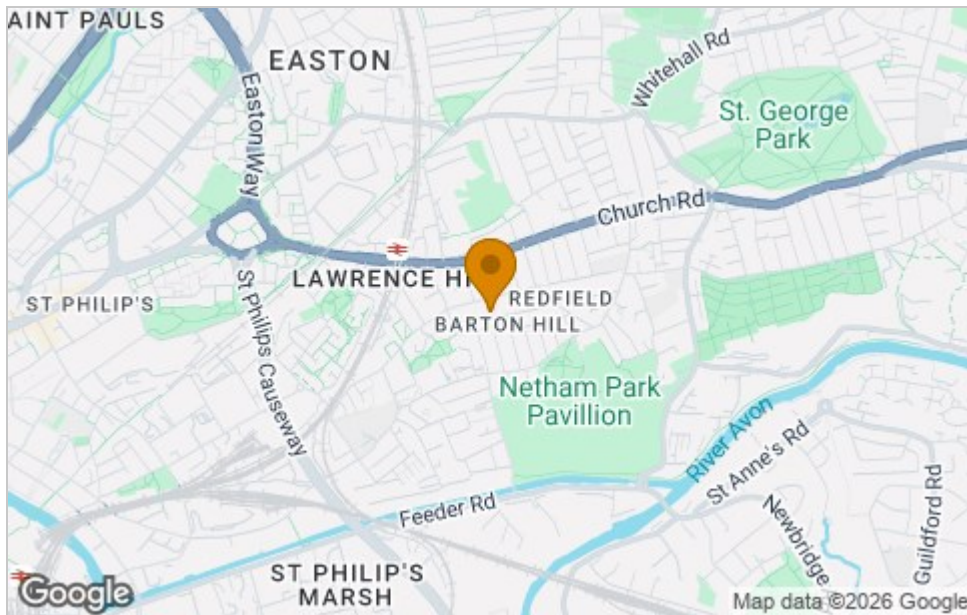 AINT PAULS
EASTON
Whitehall Rd
Easton Way
St. George
Park
Church Rd
LAWRENCE HI
ST PHILIP'S
REDFIELD
BARTON HILL
St Philips Causeway
Netham Park
Pavillion
River Avon
St Anne's Rd
Feeder Rd
Newbridge
Guildford Rd
ST PHILIP'S
MARSH
Google
Map data ©2026 Google